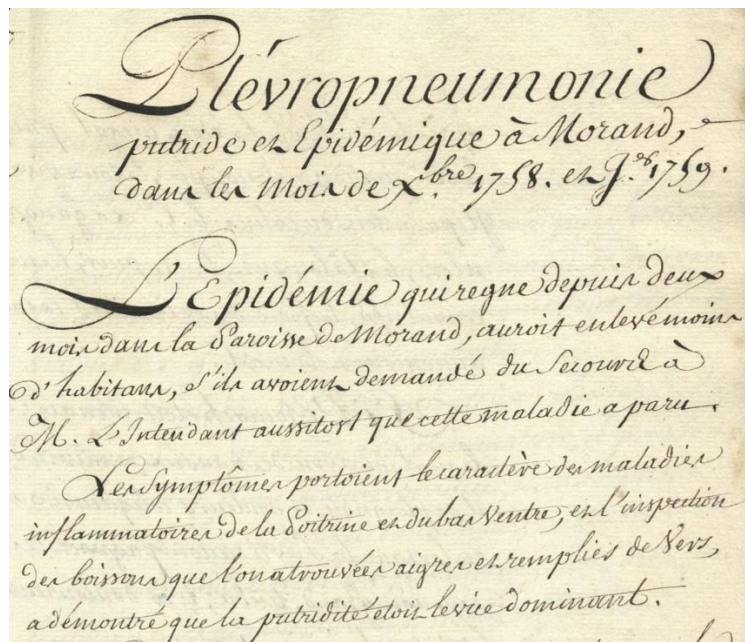 Plévropneumonie
putride et Epidémique à Morand,
dans les Mois de X.bre 1758. et J.er 1759.
L'Epidémie qui regne depuis deux
mois dans la Paroisse de Morand, auroit enlevé moins
d'habitans, s'ils avoient demandé du Secours à
M. L'Intendant aussitost que cette maladie a paru.
Les Symptômes portoient le caractère des maladies
inflammatoires de la Poitrine et du bas Ventre, et l'inspection
des boissons que l'on a trouvées aigres et remplies de Vers,
a démontré que la putridité etoit le vice dominant.